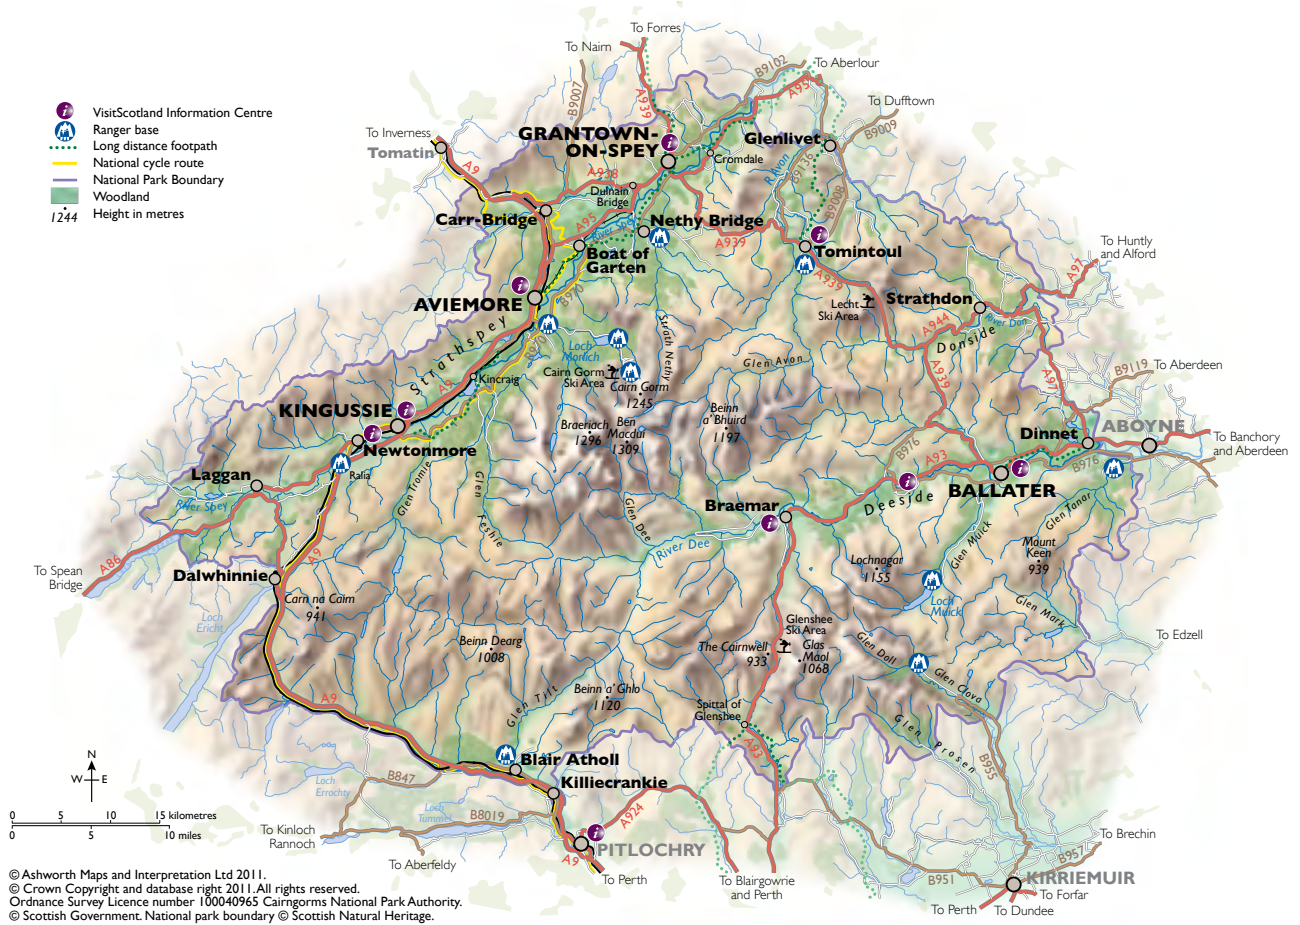 To Forres
To Nairn
B9102
To Aberlour
A95
B9007
A939
To Dufftown
B9009
i VisitScotland Information Centre
Ranger base
Long distance footpath
National cycle route
National Park Boundary
Woodland
1244 Height in metres
To Inverness
Tomatin
A9
GRANTOWN-
ON-SPEY
i
Glenlivet
Cromdale
R Avon
B9136
B9008
A938
Dulnain
Bridge
Carr-Bridge
A95
River Spey
Nethy Bridge
A939
i
Tomintoul
A939
Boat of
Garten
To Huntly
and Alford
A97
i
AVIEMORE
B970
Lecht
Ski Area
Strathdon
River Don
A944
Donside
Strathspey
B970
Loch
Morlich
Strath Nethy
Glen Avon
Cairn Gorm
Ski Area
Cairn Gorm
1245
A9
Kincraig
A939
A97
B9119
To Aberdeen
KINGUSSIE
i
i
Newtonmore
Braeriach
1296
Ben
Macdui
1309
Beinn
a' Bhuird
1197
Dinnet
ABOYNE
To Banchory
and Aberdeen
B976
A93
B976
Laggan
Ralia
River Spey
Glen Tromie
Glen Feshie
Glen Dee
i
i
BALLATER
Deeside
Braemar
i
Glen Tanar
Glen Muick
River Dee
A86
To Spean
Bridge
A9
Dalwhinnie
Lochnagar
1155
Mount
Keen
939
Loch
Muick
Glen Mark
Carn na Caim
941
Loch
Ericht
Glenshee
Ski Area
The Cairnwell
933
Glas
Maol
1068
Glen Doll
To Edzell
Beinn Dearg
1008
Glen Clova
A9
Glen Tilt
Beinn a' Ghlo
1120
Spittal of
Glenshee
Glen Prosen
A93
B955
N
W E
Blair Atholl
Killiecrankie
Loch
Errochty
B847
Loch
Tummel
B8019
A924
0 5 10 15 kilometres
0 5 10 miles
To Kinloch
Rannoch
To Aberfeldy
i
PITLOCHRY
A9
To Perth
To Blairgowrie
and Perth
To Brechin
B957
B951
KIRRIEMUIR
To Forfar
To Perth
To Dundee
© Ashworth Maps and Interpretation Ltd 2011.
© Crown Copyright and database right 2011. All rights reserved.
Ordnance Survey Licence number 100040965 Cairngorms National Park Authority.
© Scottish Government. National park boundary © Scottish Natural Heritage.